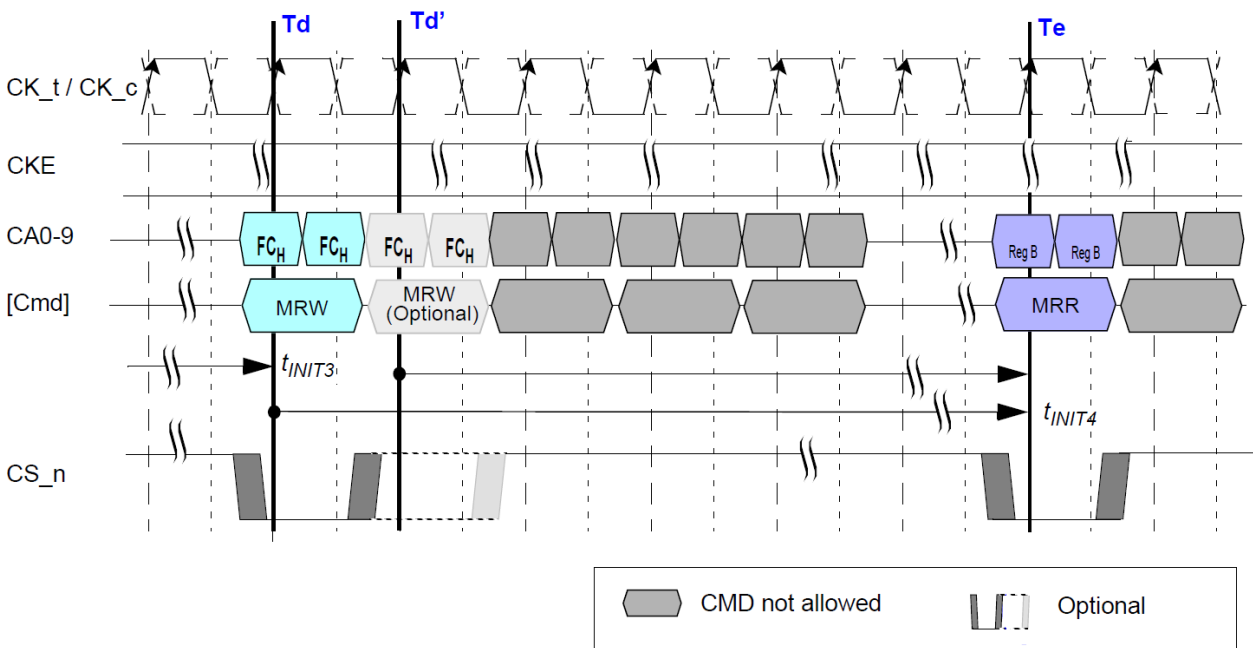 Td Td’ Te
CK_t / CK_c
CKE
CA0-9 FCH FCH FCH FCH Reg B Reg B
[Cmd] MRW MRW (Optional) MRR
tINIT3
tINIT4
CS_n
CMD not allowed Optional